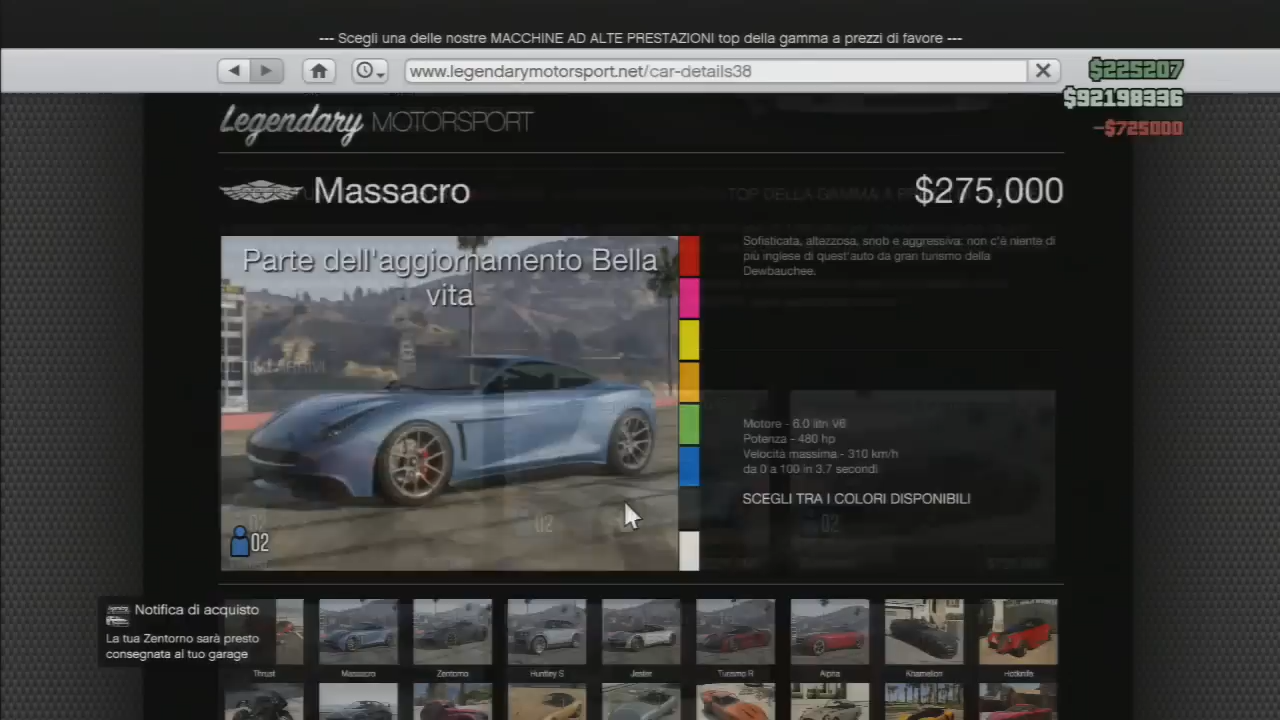 --- Scegli una delle nostre MACCHINE AD ALTE PRESTAZIONI top della gamma a prezzi di favore ---
www.legendarymotorsport.net/car-details38
$225207
$92198336
-$725000
Legendary MOTORSPORT
Massacro
$275,000
Parte dell'aggiornamento Bella
vita
Sofisticata, altezzosa, snob e aggressiva: non c'è niente di
più inglese di quest'auto da gran turismo della
Dewbauchee.
Motore - 6.0 litri V6
Potenza - 480 hp
Velocità massima - 310 km/h
da 0 a 100 in 3.7 secondi
SCEGLI TRA I COLORI DISPONIBILI
02
Notifica di acquisto
La tua Zentorno sarà presto
consegnata al tuo garage
Thrust
Massacro
Zentorno
Huntley S
Jester
Turismo R
Alpha
Khamelion
Hotknife